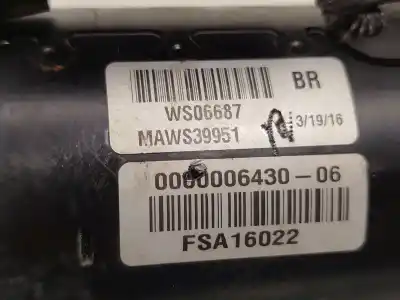 BR
WS06687
MAWS39951 3/19/16
0000006430-06
FSA16022